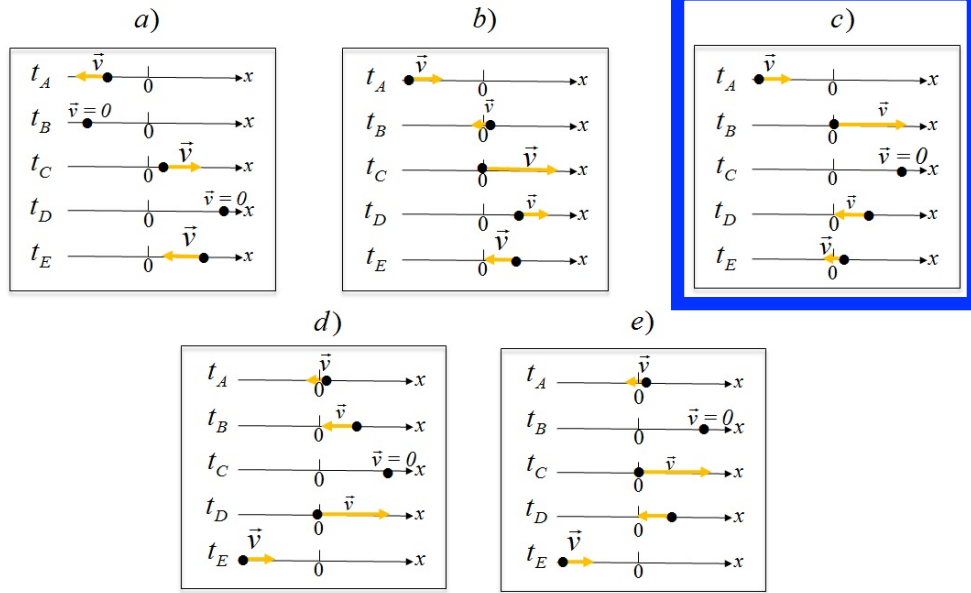 a)
t_A v⃗ 0 x
t_B v⃗ = 0 0 x
t_C v⃗ 0 x
t_D v⃗ = 0 0 x
t_E v⃗ 0 x
b)
t_A v⃗ 0 x
t_B v⃗ 0 x
t_C v⃗ 0 x
t_D v⃗ 0 x
t_E v⃗ 0 x
c)
t_A v⃗ 0 x
t_B v⃗ 0 x
t_C v⃗ = 0 0 x
t_D v⃗ 0 x
t_E v⃗ 0 x
d)
t_A v⃗ 0 x
t_B v⃗ 0 x
t_C v⃗ = 0 0 x
t_D v⃗ 0 x
t_E v⃗ 0 x
e)
t_A v⃗ 0 x
t_B v⃗ = 0 0 x
t_C v⃗ 0 x
t_D 0 x
t_E v⃗ 0 x